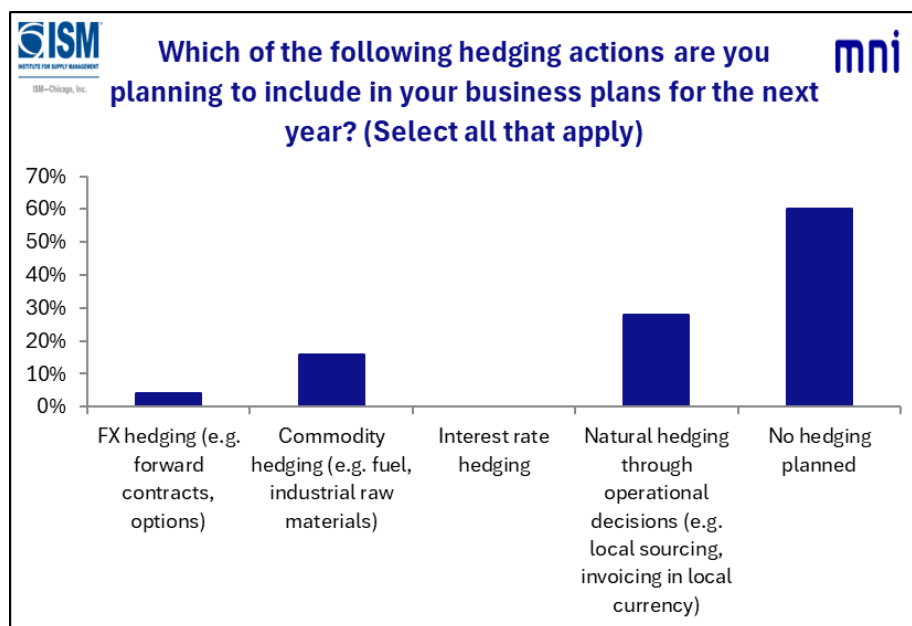 ISM
INSTITUTE FOR SUPPLY MANAGEMENT
ISM—Chicago, Inc.
Which of the following hedging actions are you
planning to include in your business plans for the next
year? (Select all that apply)
mni
70%
60%
50%
40%
30%
20%
10%
0%
FX hedging (e.g.
forward
contracts,
options)
Commodity
hedging (e.g. fuel,
industrial raw
materials)
Interest rate
hedging
Natural hedging
through
operational
decisions (e.g.
local sourcing,
invoicing in local
currency)
No hedging
planned